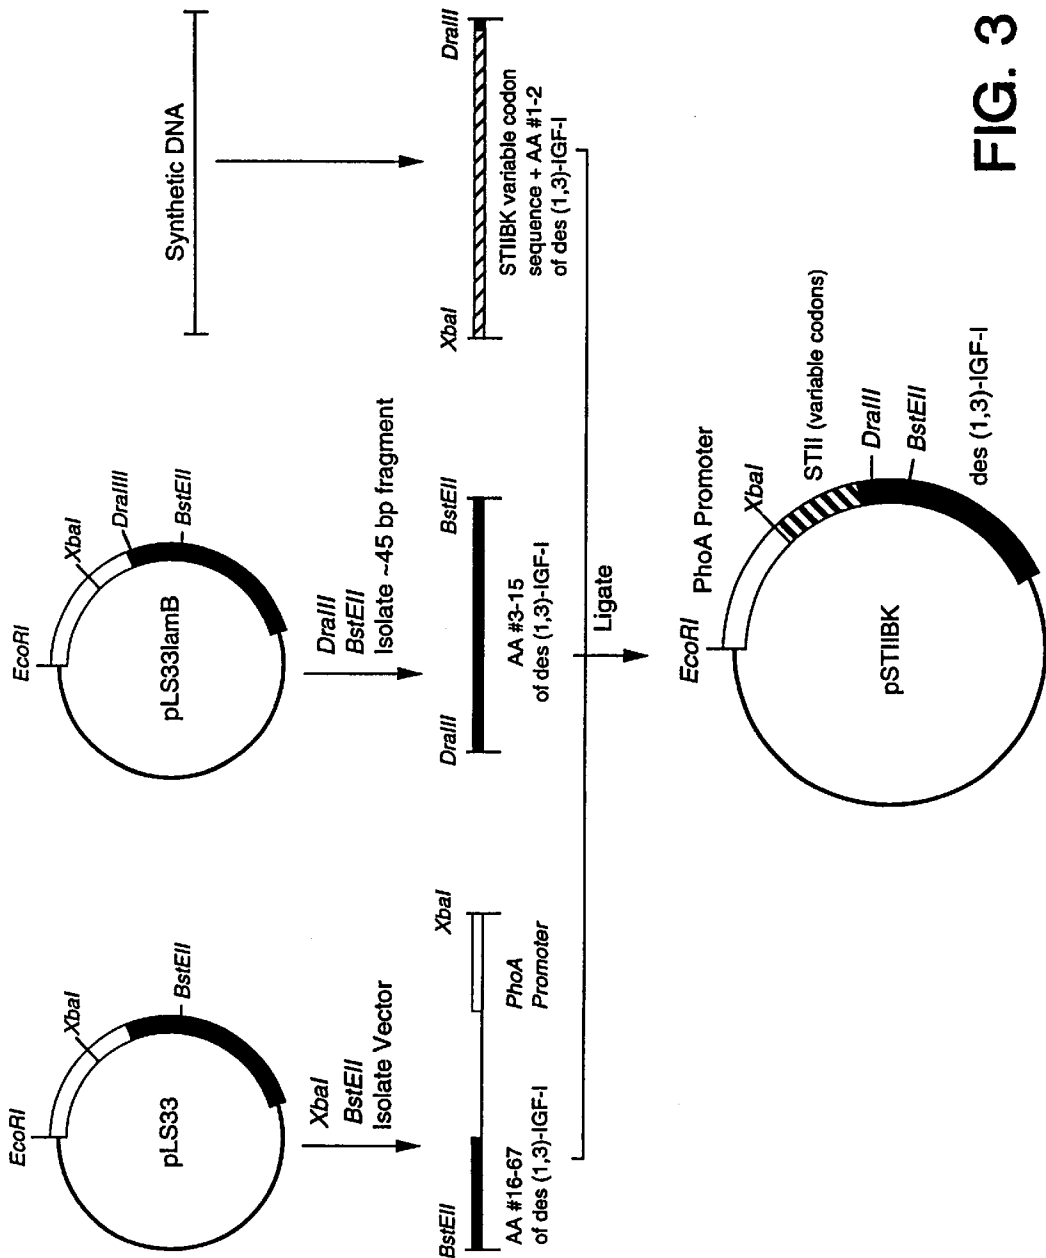 EcoRI
XbaI
BstEII
pLS33
XbaI
BstEII
Isolate Vector
BstEII
XbaI
AA #16-67
of des (1,3)-IGF-I
PhoA
Promoter
EcoRI
XbaI
DraIIII
BstEII
pLS33lamB
DraIII
BstEII
Isolate ~45 bp fragment
DraIII
BstEII
AA #3-15
of des (1,3)-IGF-I
Synthetic DNA
XbaI
DraIII
STIIBK variable codon
sequence + AA #1-2
of des (1,3)-IGF-I
Ligate
EcoRI
PhoA Promoter
XbaI
STII (variable codons)
DraIII
BstEII
des (1,3)-IGF-I
pSTIIBK
FIG. 3